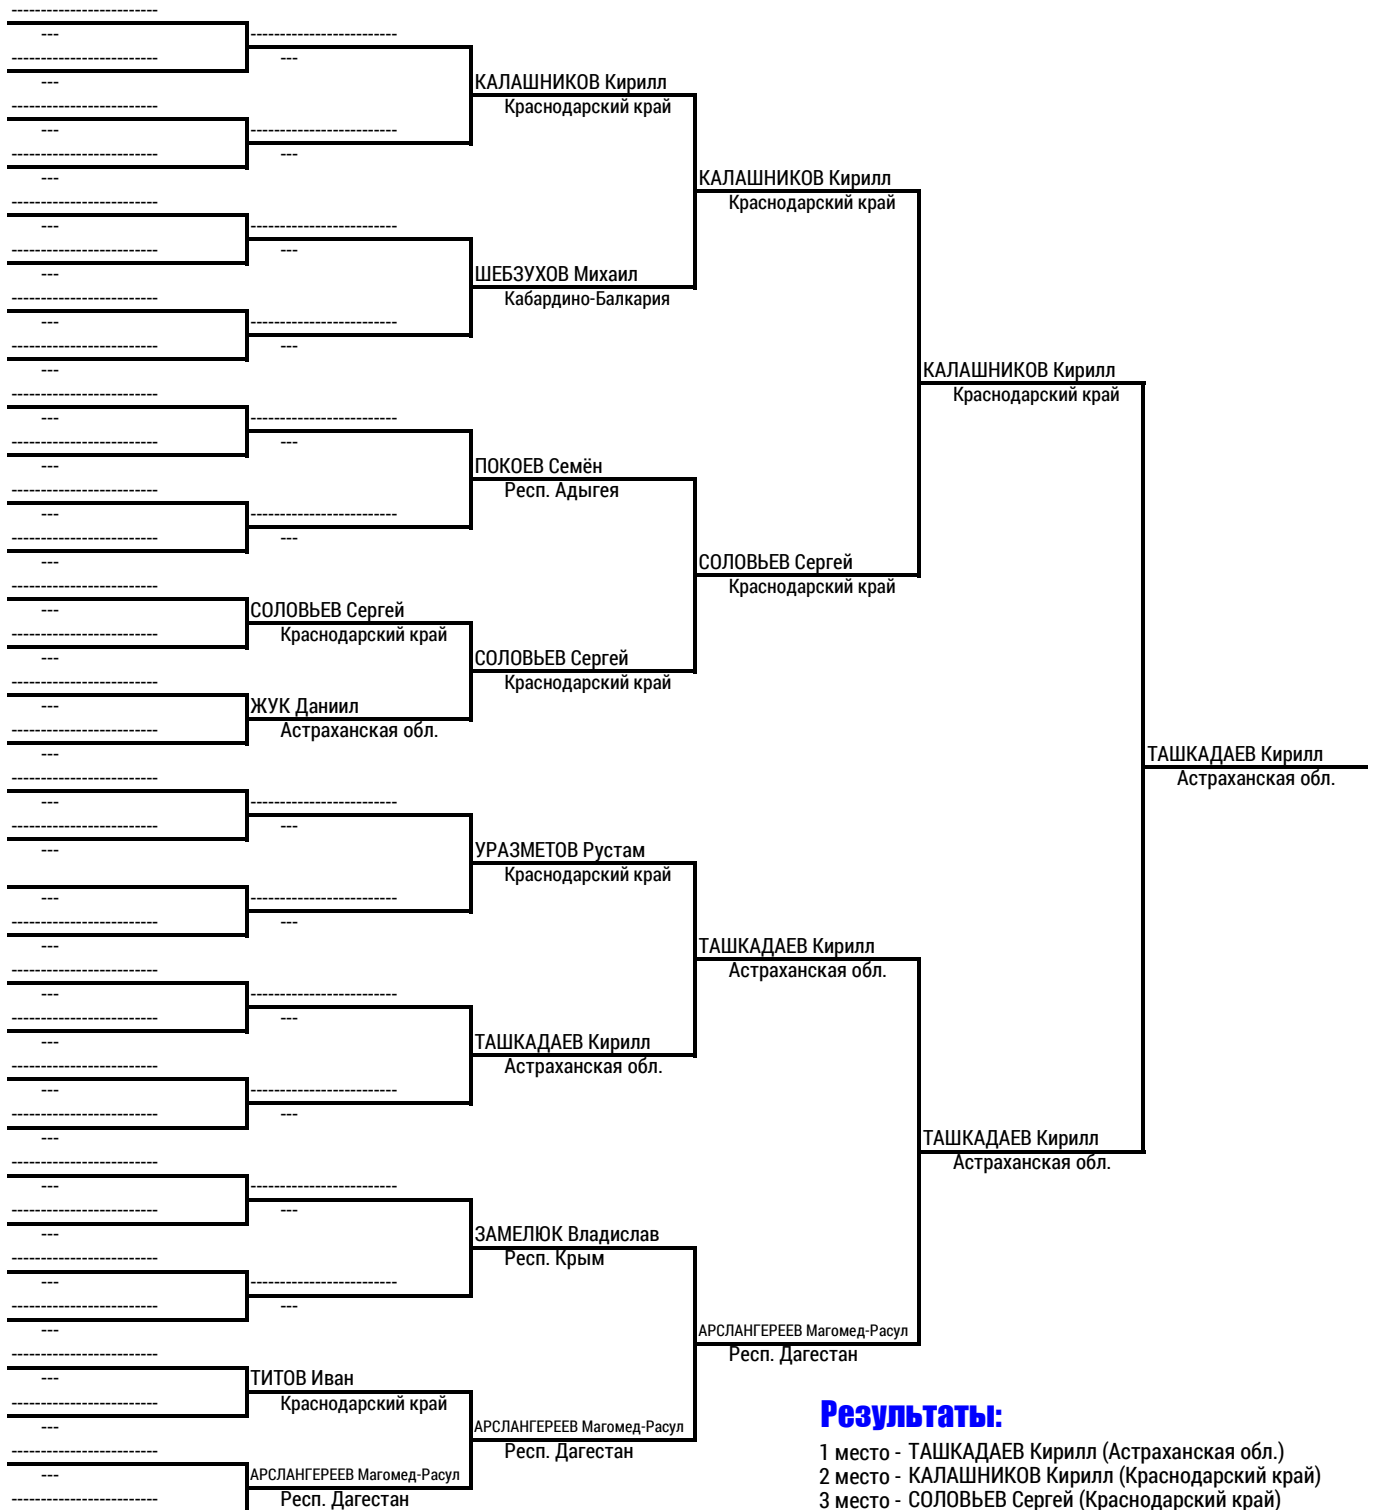 КАЛАШНИКОВ Кирилл
Краснодарский край
КАЛАШНИКОВ Кирилл
Краснодарский край
ШЕБЗУХОВ Михаил
Кабардино-Балкария
КАЛАШНИКОВ Кирилл
Краснодарский край
ПОКОЕВ Семён
Респ. Адыгея
СОЛОВЬЕВ Сергей
Краснодарский край
СОЛОВЬЕВ Сергей
Краснодарский край
СОЛОВЬЕВ Сергей
Краснодарский край
ЖУК Даниил
Астраханская обл.
ТАШКАДАЕВ Кирилл
Астраханская обл.
УРАЗМЕТОВ Рустам
Краснодарский край
ТАШКАДАЕВ Кирилл
Астраханская обл.
ТАШКАДАЕВ Кирилл
Астраханская обл.
ТАШКАДАЕВ Кирилл
Астраханская обл.
ЗАМЕЛЮК Владислав
Респ. Крым
АРСЛАНГЕРЕЕВ Магомед-Расул
Респ. Дагестан
ТИТОВ Иван
Краснодарский край
АРСЛАНГЕРЕЕВ Магомед-Расул
Респ. Дагестан
АРСЛАНГЕРЕЕВ Магомед-Расул
Респ. Дагестан
Результаты:
1 место - ТАШКАДАЕВ Кирилл (Астраханская обл.)
2 место - КАЛАШНИКОВ Кирилл (Краснодарский край)
3 место - СОЛОВЬЕВ Сергей (Краснодарский край)